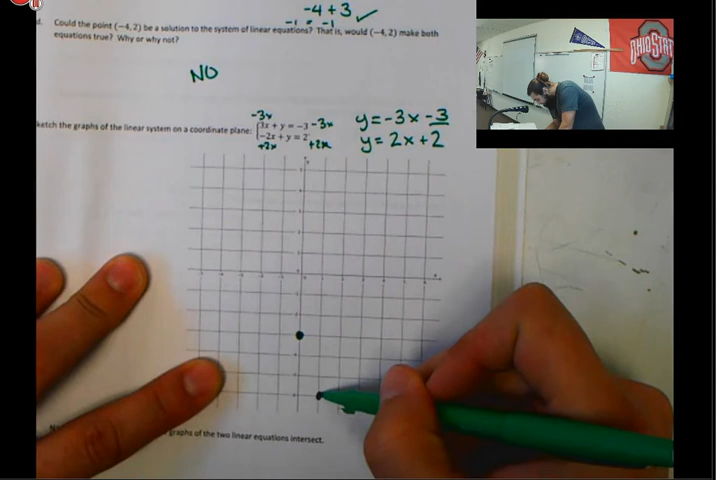 -4 + 3 ✓
-1 = -1
d. Could the point (−4, 2) be a solution to the system of linear equations? That is, would (−4, 2) make both
equations true? Why or why not?
NO
-3x
ketch the graphs of the linear system on a coordinate plane: {3x + y = −3 -3x
{−2x + y = 2
+2x +2x
y = -3x - 3
y = 2x + 2
graphs of the two linear equations intersect.
OHIO STATE